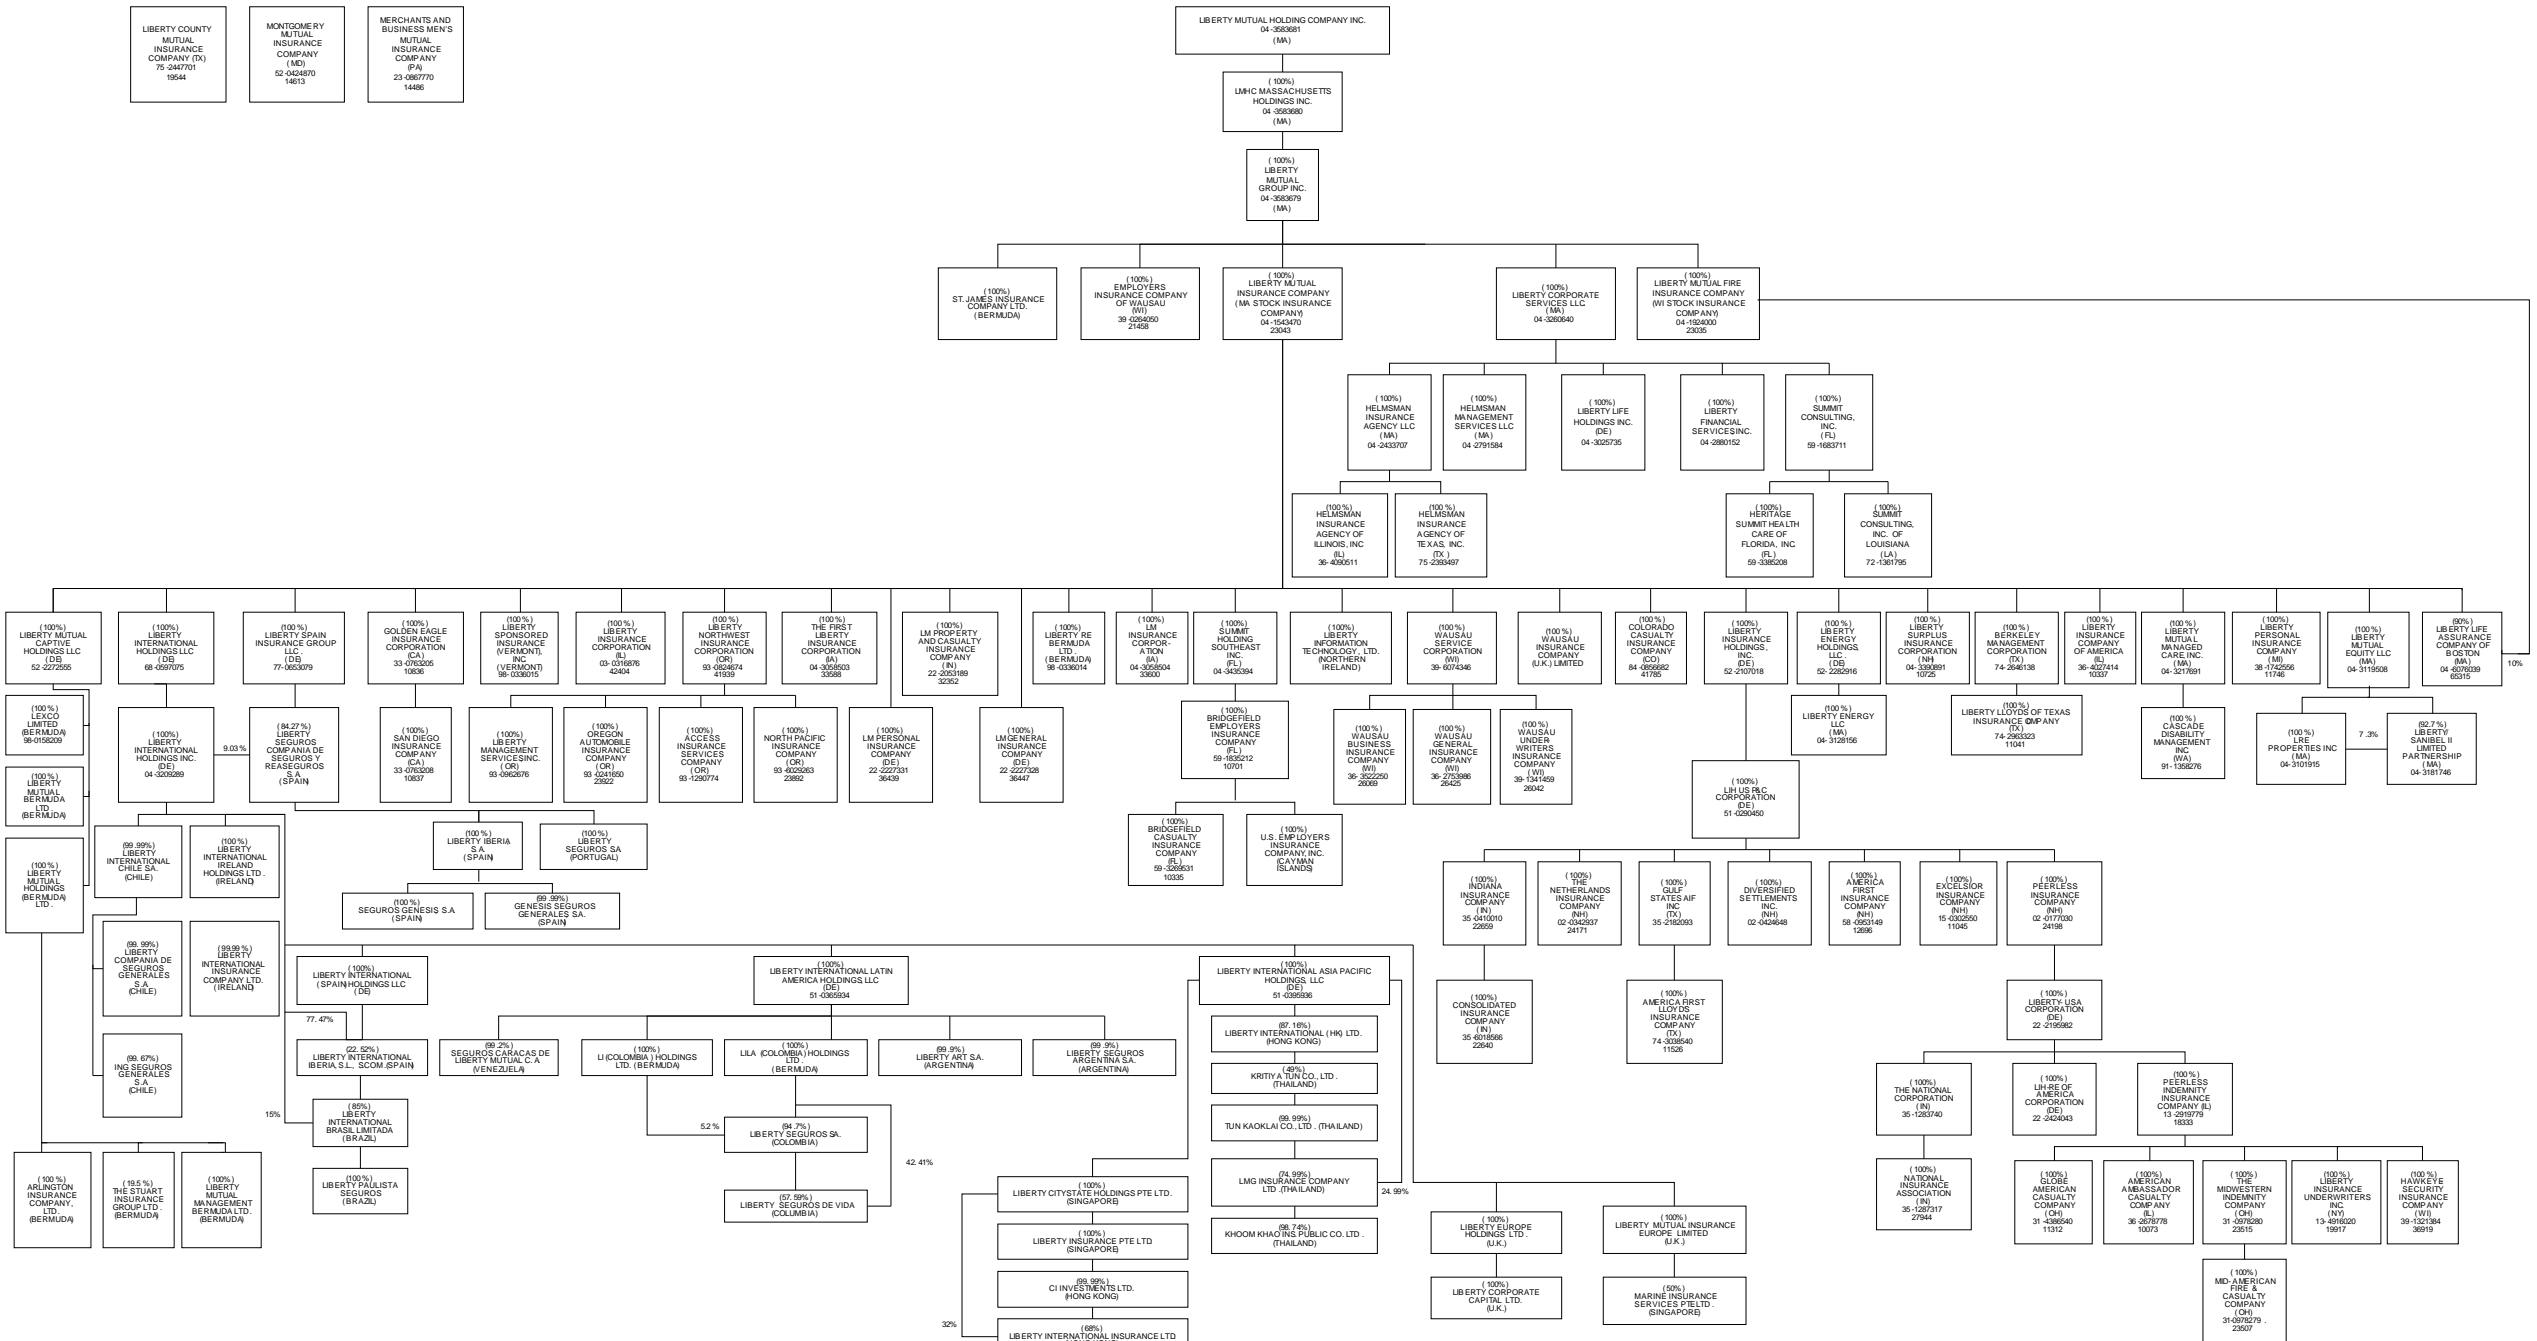 LIBERTY COUNTY
MUTUAL
INSURANCE
COMPANY (TX)
75 -2447701
19544
MONTGOMERY
MUTUAL
INSURANCE
COMPANY
(MD)
52 -0424870
14613
MERCHANTS AND
BUSINESS MEN'S
MUTUAL
INSURANCE
COMPANY
(PA)
23 -0867770
14486
LIBERTY MUTUAL HOLDING COMPANY INC.
04 -3583681
(MA)
(100%)
LMHC MASSACHUSETTS
HOLDINGS INC.
04 -3583680
(MA)
(100%)
LIBERTY
MUTUAL
GROUP INC.
04 -3583679
(MA)
(100%)
ST. JAMES INSURANCE
COMPANY LTD.
(BERMUDA)
(100%)
EMPLOYERS
INSURANCE COMPANY
OF WAUSAU
(WI)
39 -0264050
21458
(100%)
LIBERTY MUTUAL
INSURANCE COMPANY
(MA STOCK INSURANCE
COMPANY)
04 -1543470
23043
(100%)
LIBERTY CORPORATE
SERVICES LLC
(MA)
04 -3260640
(100%)
LIBERTY MUTUAL FIRE
INSURANCE COMPANY
(WI STOCK INSURANCE
COMPANY)
04 -1924000
23035
(100%)
HELMSMAN
INSURANCE
AGENCY LLC
(MA)
04 -2433707
(100%)
HELMSMAN
MANAGEMENT
SERVICES LLC
(MA)
04 -2791584
(100%)
LIBERTY LIFE
HOLDINGS INC.
(DE)
04 -3025735
(100%)
LIBERTY
FINANCIAL
SERVICES, INC.
04 -2880152
(100%)
SUMMIT
CONSULTING,
INC.
(FL)
59 -1683711
(100%)
HELMSMAN
INSURANCE
AGENCY OF
ILLINOIS, INC
(IL)
36- 4090511
(100%)
HELMSMAN
INSURANCE
AGENCY OF
TEXAS, INC.
(TX)
75 -2393497
(100%)
HERITAGE
SUMMIT HEALTH
CARE OF
FLORIDA, INC
(FL)
59 -3385208
(100%)
SUMMIT
CONSULTING,
INC. OF
LOUISIANA
(LA)
72 -1361795
(100%)
LIBERTY MUTUAL
CAPTIVE
HOLDINGS LLC
(DE)
52 -2272555
(100%)
LIBERTY
INTERNATIONAL
HOLDINGS LLC
(DE)
68 -0597075
(100%)
LIBERTY SPAIN
INSURANCE GROUP
LLC .
(DE)
77- 0653079
(100%)
GOLDEN EAGLE
INSURANCE
CORPORATION
(CA)
33 -0763205
10836
(100%)
LIBERTY
SPONSORED
INSURANCE
(VERMONT),
INC
(VERMONT)
98- 0336015
(100%)
LIBERTY
INSURANCE
CORPORATION
(IL)
03- 0316876
42404
(100%)
LIBERTY
NORTHWEST
INSURANCE
CORPORATION
(OR)
93 -0824674
41939
(100%)
THE FIRST
LIBERTY
INSURANCE
CORPORATION
(IA)
04 -3058503
33588
(100%)
LM PROPERTY
AND CASUALTY
INSURANCE
COMPANY
(IN)
22 -2053189
32352
(100%)
LIBERTY RE
BERMUDA
LTD .
(BERMUDA)
98 -0336014
(100%)
LM
INSURANCE
CORPOR-
ATION
(IA)
04 -3058504
33600
(100%)
SUMMIT
HOLDING
SOUTHEAST
INC.
(FL)
04 -3435394
(100%)
LIBERTY
INFORMATION
TECHNOLOGY, LTD.
(NORTHERN
IRELAND)
(100%)
WAUSAU
SERVICE
CORPORATION
(WI)
39- 6074346
(100%)
WAUSAU
INSURANCE
COMPANY
(U.K.) LIMITED
(100%)
COLORADO
CASUALTY
INSURANCE
COMPANY
(CO)
84 -0856682
41785
(100%)
LIBERTY
INSURANCE
HOLDINGS,
INC.
(DE)
52 -2107018
(100%)
LIBERTY
ENERGY
HOLDINGS,
LLC .
(DE)
52- 2282916
(100%)
LIBERTY
SURPLUS
INSURANCE
CORPORATION
(NH)
04- 3390891
10725
(100%)
BERKELEY
MANAGEMENT
CORPORATION
(TX)
74- 2646138
(100%)
LIBERTY
INSURANCE
COMPANY
OF AMERICA
(IL)
36- 4027414
10337
(100%)
LIBERTY
MUTUAL
MANAGED
CARE, INC.
(MA)
04- 3217691
(100%)
LIBERTY
PERSONAL
INSURANCE
COMPANY
(MI)
38 -1742556
11746
(100%)
LIBERTY
MUTUAL
EQUITY LLC
(MA)
04- 3119508
(90%)
LIBERTY LIFE
ASSURANCE
COMPANY OF
BOSTON
(MA)
04 -6076039
65315
10%
(100%)
LEXCO
LIMITED
(BERMUDA)
98-0158209
(100%)
LIBERTY
INTERNATIONAL
HOLDINGS INC.
(DE)
04 -3209289
9.03 %
(84.27 %)
LIBERTY
SEGUROS
COMPANIA DE
SEGUROS Y
REASEGUROS
S. A
(SPAIN)
(100%)
SAN DIEGO
INSURANCE
COMPANY
(CA)
33 -0763208
10837
(100%)
LIBERTY
MANAGEMENT
SERVICES, INC.
(OR)
93 -0962676
(100%)
OREGON
AUTOMOBILE
INSURANCE
COMPANY
(OR)
93 -0241650
23922
(100%)
ACCESS
INSURANCE
SERVICES
COMPANY
(OR)
93 -1290774
(100%)
NORTH PACIFIC
INSURANCE
COMPANY
(OR)
93 -6029263
23892
(100%)
LM PERSONAL
INSURANCE
COMPANY
(DE)
22 -2227331
36439
(100%)
LM GENERAL
INSURANCE
COMPANY
(DE)
22 -2227328
36447
(100%)
BRIDGEFIELD
EMPLOYERS
INSURANCE
COMPANY
(FL)
59 -1835212
10701
(100%)
WAUSAU
BUSINESS
INSURANCE
COMPANY
(WI)
36- 3522250
26069
(100%)
WAUSAU
GENERAL
INSURANCE
COMPANY
(WI)
36- 2753986
26425
(100%)
WAUSAU
UNDER-
WRITERS
INSURANCE
COMPANY
(WI)
39- 1341459
26042
(100%)
LIH US P&C
CORPORATION
(DE)
51 -0290450
(100%)
LIBERTY ENERGY
LLC
(MA)
04- 3128156
(100%)
LIBERTY LLOYDS OF TEXAS
INSURANCE COMPANY
(TX)
74- 2963323
11041
(100%)
CASCADE
DISABILITY
MANAGEMENT
INC
(WA)
91- 1358276
(100%)
LRE
PROPERTIES INC
(MA)
04- 3101915
7 .3%
(92.7 %)
LIBERTY/
SANIBEL II
LIMITED
PARTNERSHIP
(MA)
04- 3181746
(100%)
LIBERTY
MUTUAL
BERMUDA
LTD .
(BERMUDA)
(100%)
LIBERTY
MUTUAL
HOLDINGS
(BERMUDA)
LTD .
(99.99%)
LIBERTY
INTERNATIONAL
CHILE SA.
(CHILE)
(100%)
LIBERTY
INTERNATIONAL
IRELAND
HOLDINGS LTD .
(IRELAND)
(100%)
LIBERTY IBERIA,
S.A.
(SPAIN)
(100%)
LIBERTY
SEGUROS SA
(PORTUGAL)
(100%)
BRIDGEFIELD
CASUALTY
INSURANCE
COMPANY
(FL)
59 -3269531
10335
(100%)
U.S. EMPLOYERS
INSURANCE
COMPANY, INC.
(CAYMAN
ISLANDS)
(100%)
SEGUROS GENESIS S.A.
(SPAIN)
(99.99%)
GENESIS SEGUROS
GENERALES SA.
(SPAIN)
(100%)
INDIANA
INSURANCE
COMPANY
(IN)
35 -0410010
22659
(100%)
THE
NETHERLANDS
INSURANCE
COMPANY
(NH)
02 -0342937
24171
(100%)
GULF
STATES AIF
INC
(TX)
35 -2182093
(100%)
DIVERSIFIED
SETTLEMENTS
INC.
(NH)
02 -0424648
(100%)
AMERICA
FIRST
INSURANCE
COMPANY
(NH)
58 -0953149
12696
(100%)
EXCELSIOR
INSURANCE
COMPANY
(NH)
15 -0302550
11045
(100%)
PEERLESS
INSURANCE
COMPANY
(NH)
02 -0177030
24198
(99. 99%)
LIBERTY
COMPANIA DE
SEGUROS
GENERALES
S.A
(CHILE)
(99.99 %)
LIBERTY
INTERNATIONAL
INSURANCE
COMPANY LTD.
(IRELAND)
(100%)
LIBERTY INTERNATIONAL
(SPAIN) HOLDINGS LLC
(DE)
(100%)
LIBERTY INTERNATIONAL LATIN
AMERICA HOLDINGS, LLC
(DE)
51 -0365934
(100%)
LIBERTY INTERNATIONAL ASIA PACIFIC
HOLDINGS, LLC
(DE)
51 -0395936
(100%)
CONSOLIDATED
INSURANCE
COMPANY
(IN)
35 -6018566
22640
(100%)
AMERICA FIRST
LLOYDS
INSURANCE
COMPANY
(TX)
74 -3038540
11526
(100%)
LIBERTY- USA
CORPORATION
(DE)
22 -2195982
77. 47%
(99. 67%)
ING SEGUROS
GENERALES
S.A
(CHILE)
(22. 52%)
LIBERTY INTERNATIONAL
IBERIA, S.L., SCOM.(SPAIN)
(99 .2%)
SEGUROS CARACAS DE
LIBERTY MUTUAL C. A
(VENEZUELA)
(100%)
LI (COLOMBIA ) HOLDINGS
LTD. (BERMUDA)
(100%)
LILA (COLOMBIA) HOLDINGS
LTD .
(BERMUDA)
(99 .9%)
LIBERTY ART S.A.
(ARGENTINA)
(99 .9%)
LIBERTY SEGUROS
ARGENTINA S.A.
(ARGENTINA)
(87. 16%)
LIBERTY INTERNATIONAL (HK) LTD.
(HONG KONG)
(49%)
KRITIYA TUN CO., LTD .
(THAILAND)
(99. 99%)
TUN KAOKLAI CO., LTD . (THAILAND)
(74. 99%)
LMG INSURANCE COMPANY
LTD .(THAILAND)
24. 99%
(98. 74%)
KHOOM KHAO INS. PUBLIC CO. LTD .
(THAILAND)
15%
(85%)
LIBERTY
INTERNATIONAL
BRASIL LIMITADA
(BRAZIL)
(100%)
LIBERTY PAULISTA
SEGUROS
(BRAZIL)
5.2 %
(94.7%)
LIBERTY SEGUROS SA.
(COLOMBIA)
42. 41%
(57. 59%)
LIBERTY SEGUROS DE VIDA
(COLUMBIA)
(100%)
THE NATIONAL
CORPORATION
(IN)
35 -1283740
(100%)
LIH-RE OF
AMERICA
CORPORATION
(DE)
22 -2424043
(100%)
PEERLESS
INDEMNITY
INSURANCE
COMPANY (IL)
13 -2919779
18333
(100%)
ARLINGTON
INSURANCE
COMPANY,
LTD.
(BERMUDA)
(19.5 %)
THE STUART
INSURANCE
GROUP LTD .
(BERMUDA)
(100%)
LIBERTY
MUTUAL
MANAGEMENT
BERMUDA LTD.
(BERMUDA)
(100%)
LIBERTY CITYSTATE HOLDINGS PTE LTD.
(SINGAPORE)
(100%)
LIBERTY INSURANCE PTE LTD.
(SINGAPORE)
(99. 99%)
CI INVESTMENTS LTD.
(HONG KONG)
32%
(68%)
LIBERTY INTERNATIONAL INSURANCE LTD.
(100%)
LIBERTY EUROPE
HOLDINGS LTD .
(U.K.)
(100%)
LIBERTY MUTUAL INSURANCE
EUROPE LIMITED
(U.K.)
(100%)
LIBERTY CORPORATE
CAPITAL LTD.
(U.K.)
(50%)
MARINE INSURANCE
SERVICES PTE LTD .
(SINGAPORE)
(100%)
NATIONAL
INSURANCE
ASSOCIATION
(IN)
35 -1287317
27944
(100%)
GLOBE
AMERICAN
CASUALTY
COMPANY
(OH)
31 -4386540
11312
(100%)
AMERICAN
AMBASSADOR
CASUALTY
COMPANY
(IL)
36 -2678778
10073
(100%)
THE
MIDWESTERN
INDEMNITY
COMPANY
(OH)
31 -0978280
23515
(100%)
LIBERTY
INSURANCE
UNDERWRITERS
INC.
(NY)
13- 4916020
19917
(100%)
HAWKEYE
SECURITY
INSURANCE
COMPANY
(WI)
39 -1321384
36919
(100%)
MID- AMERICAN
FIRE &
CASUALTY
COMPANY
(OH)
31-0978279 .
23507